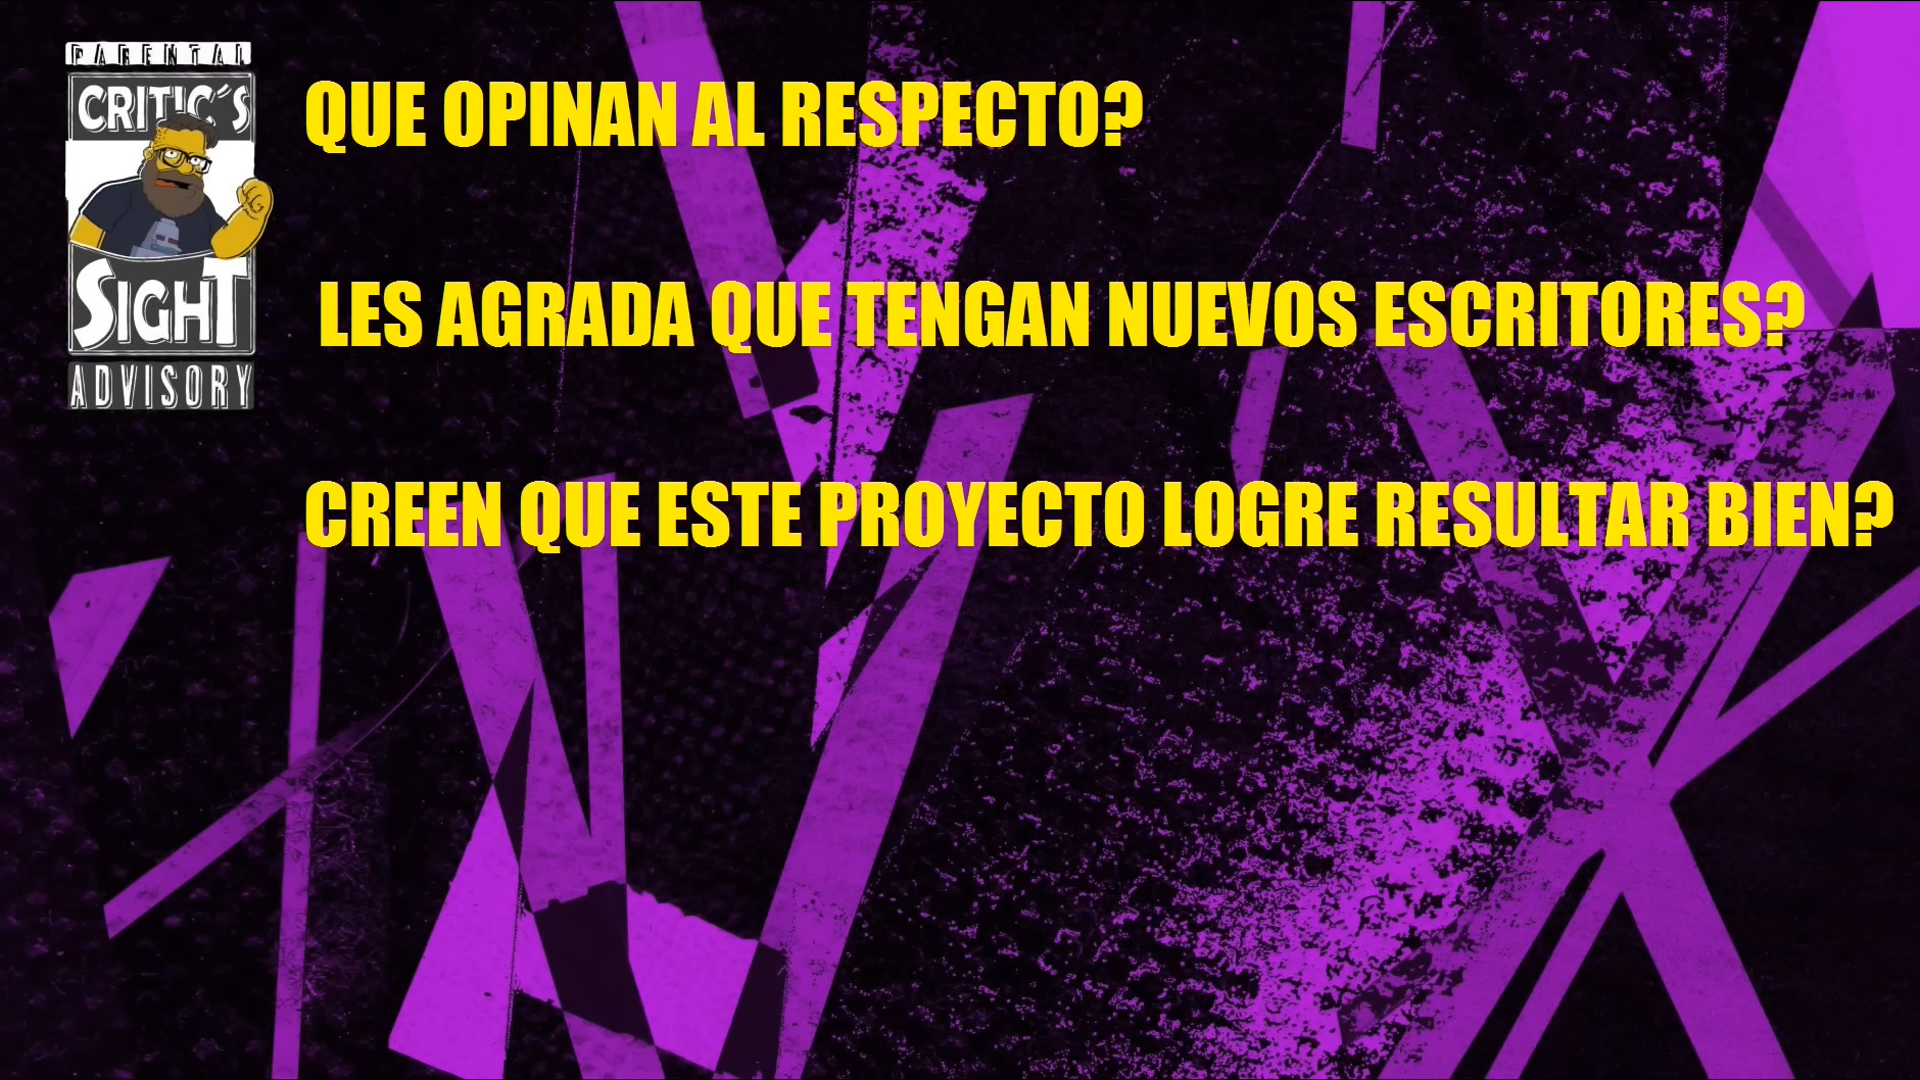 PARENTAL
CRITIC´S
SIGHT
ADVISORY
QUE OPINAN AL RESPECTO?
LES AGRADA QUE TENGAN NUEVOS ESCRITORES?
CREEN QUE ESTE PROYECTO LOGRE RESULTAR BIEN?